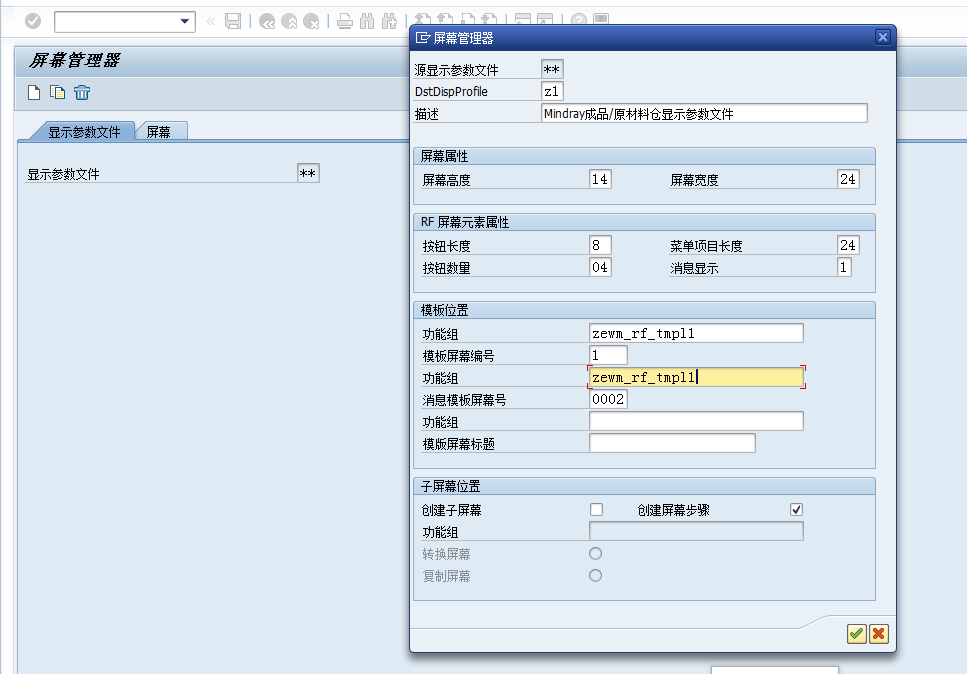 屏幕管理器
显示参数文件
屏幕
显示参数文件 **
屏幕管理器
源显示参数文件 **
DstDispProfile z1
描述 Mindray成品/原材料仓显示参数文件
屏幕属性
屏幕高度 14 屏幕宽度 24
RF 屏幕元素属性
按钮长度 8 菜单项目长度 24
按钮数量 04 消息显示 1
模板位置
功能组 zewm_rf_tmpl1
模板屏幕编号 1
功能组 zewm_rf_tmpl1
消息模板屏幕号 0002
功能组
模版屏幕标题
子屏幕位置
创建子屏幕 创建屏幕步骤
功能组
转换屏幕
复制屏幕